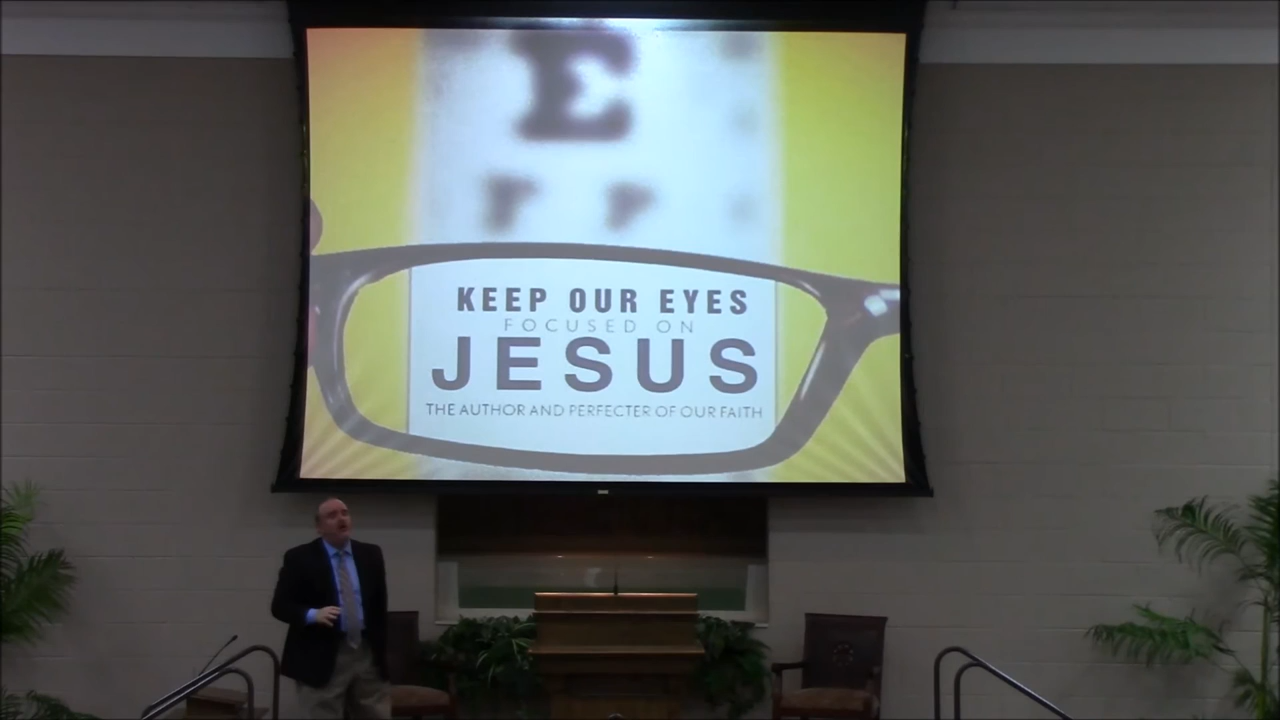 E
F P
KEEP OUR EYES
FOCUSED ON
JESUS
THE AUTHOR AND PERFECTER OF OUR FAITH